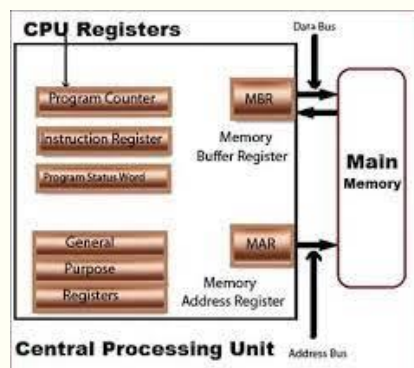 CPU Registers
Data Bus
Program Counter
MBR
Instruction Register
Memory
Buffer Register
Program Status Word
Main
Memory
General
Purpose
Registers
MAR
Memory
Address Register
Central Processing Unit
Address Bus